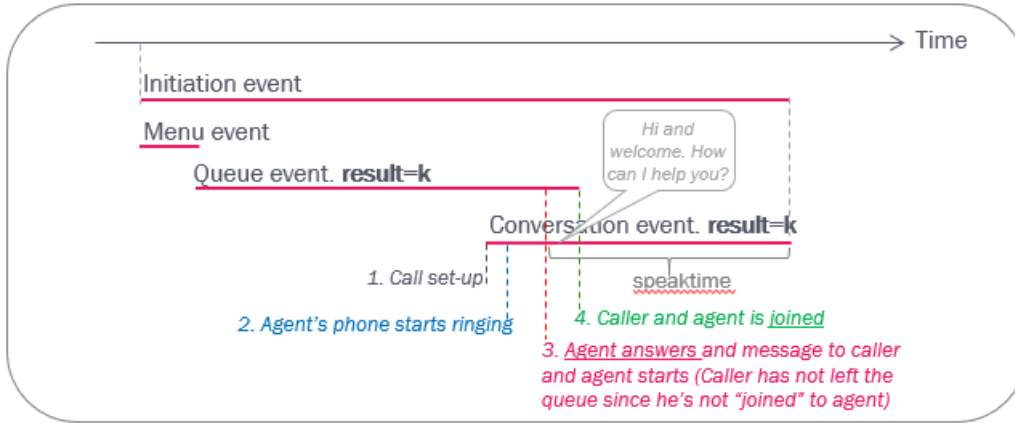 Time
Initiation event
Menu event
Hi and
welcome. How
can I help you?
Queue event. result=k
Conversation event. result=k
1. Call set-up
speaktime
2. Agent's phone starts ringing
4. Caller and agent is joined
3. Agent answers and message to caller
and agent starts (Caller has not left the
queue since he's not “joined” to agent)